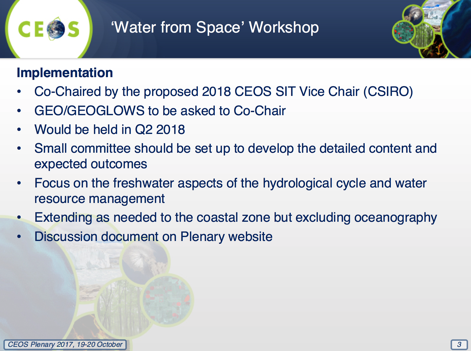 CEOS
‘Water from Space’ Workshop
Implementation
• Co-Chaired by the proposed 2018 CEOS SIT Vice Chair (CSIRO)
• GEO/GEOGLOWS to be asked to Co-Chair
• Would be held in Q2 2018
• Small committee should be set up to develop the detailed content and
expected outcomes
• Focus on the freshwater aspects of the hydrological cycle and water
resource management
• Extending as needed to the coastal zone but excluding oceanography
• Discussion document on Plenary website
CEOS Plenary 2017, 19-20 October
3